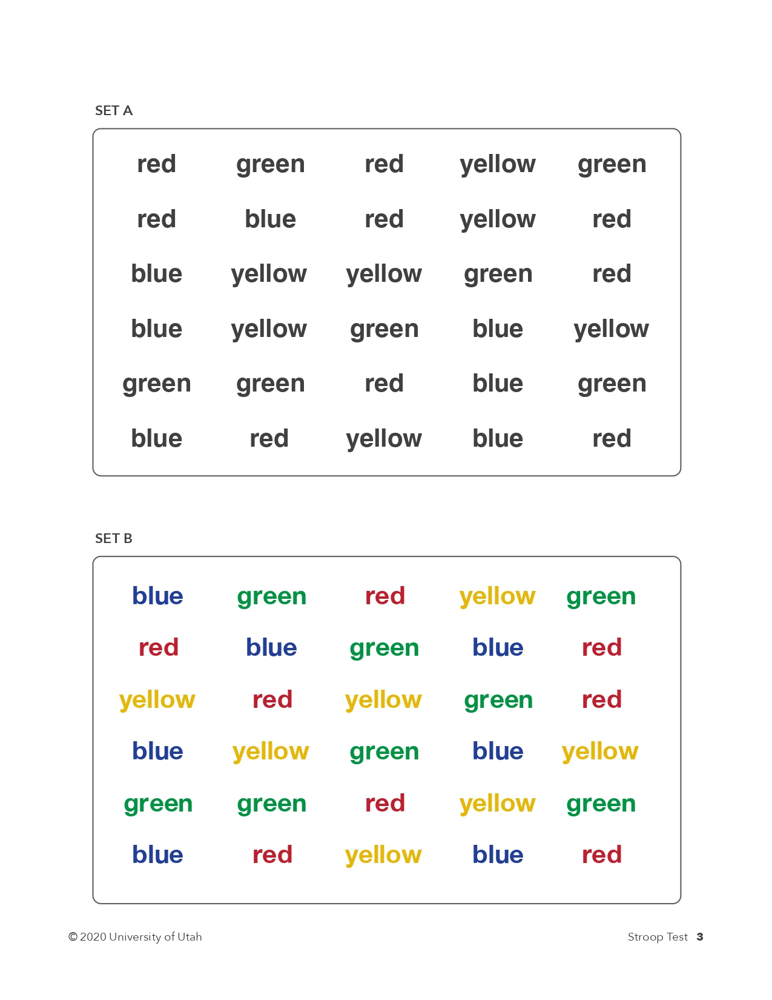 SET A
red green red yellow green
red blue red yellow red
blue yellow yellow green red
blue yellow green blue yellow
green green red blue green
blue red yellow blue red
SET B
blue green red yellow green
red blue green blue red
yellow red yellow green red
blue yellow green blue yellow
green green red yellow green
blue red yellow blue red
© 2020 University of Utah Stroop Test 3